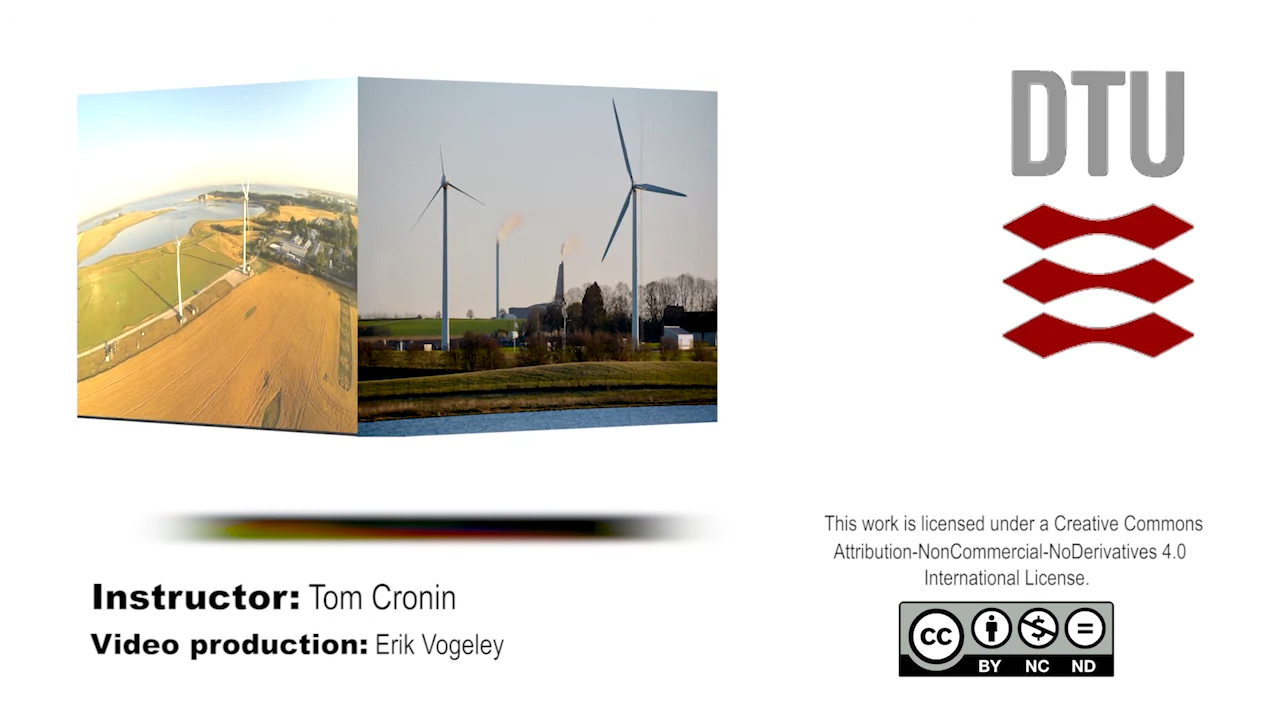 DTU
This work is licensed under a Creative Commons
Attribution-NonCommercial-NoDerivatives 4.0
International License.
cc
BY NC ND
Instructor: Tom Cronin
Video production: Erik Vogeley